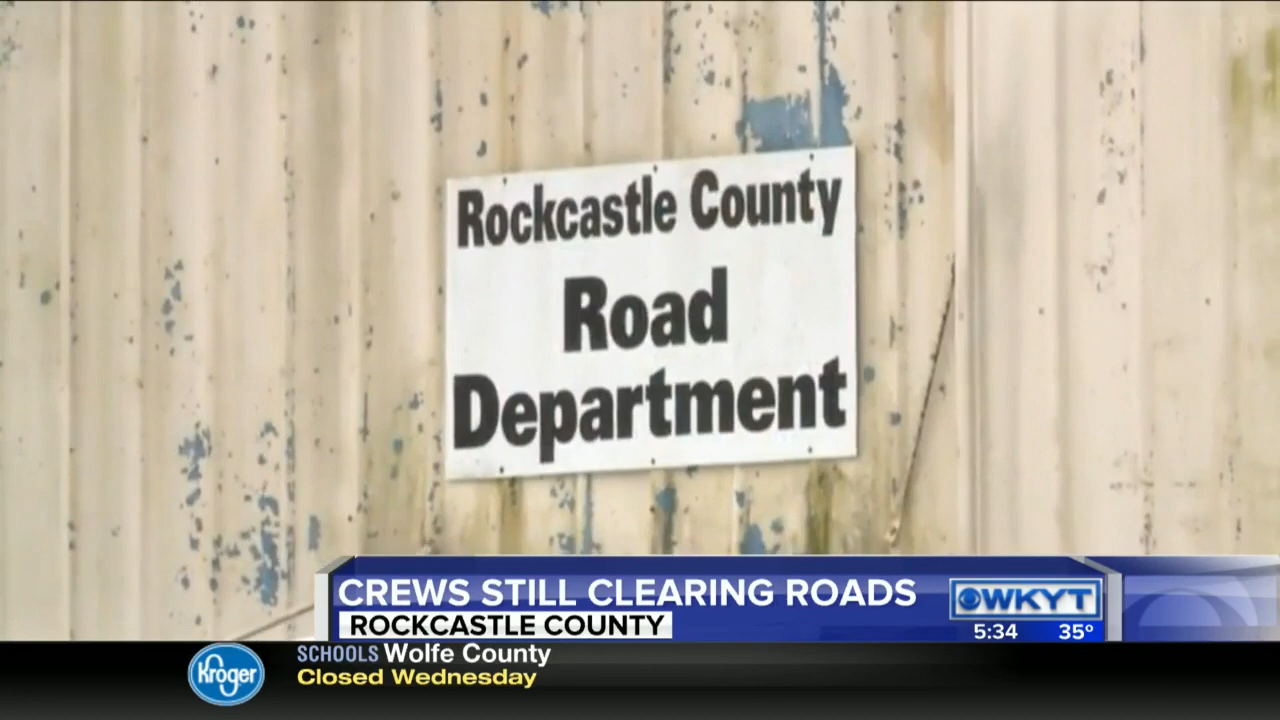 Rockcastle County
Road
Department
CREWS STILL CLEARING ROADS
ROCKCASTLE COUNTY
WKYT
5:34 35°
Kroger
SCHOOLS Wolfe County
Closed Wednesday